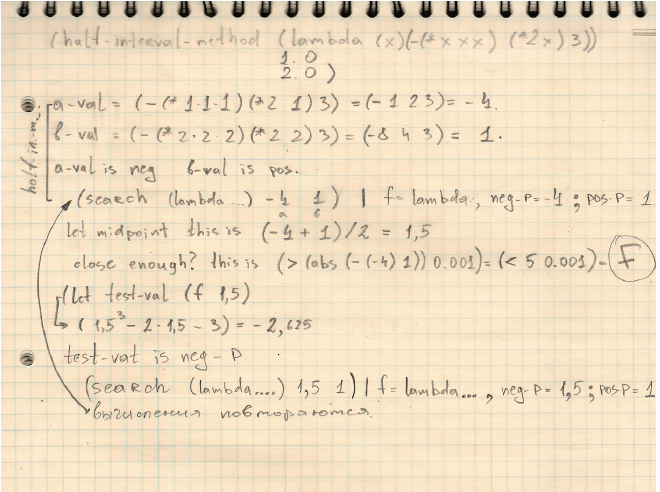 (half-interval-method (lambda (x)(-(*x x x) (*2x) 3))
1.0
2.0)
half.in-m.
a-val = (-(* 1·1·1)(*2 1) 3) = (- 1 2 3) = -4.
b-val = (-(*2·2·2)(*2 2) 3) = (-8 4 3) = 1.
a-val is neg b-val is pos.
(search (lambda...) -4 1) | f=lambda., neg-p=-4; pos-p=1
a b
let midpoint this is (-4 + 1)/2 = 1,5
close enough? this is (> (abs (-(-4) 1)) 0.001) = (< 5 0.001) = F
(let test-val (f 1,5)
(1,5³ - 2·1,5 - 3) = -2,625
test-val is neg-p
(search (lambda....) 1,5 1) | f=lambda..., neg-p=1,5; pos-p=1
вычисления повторяются.